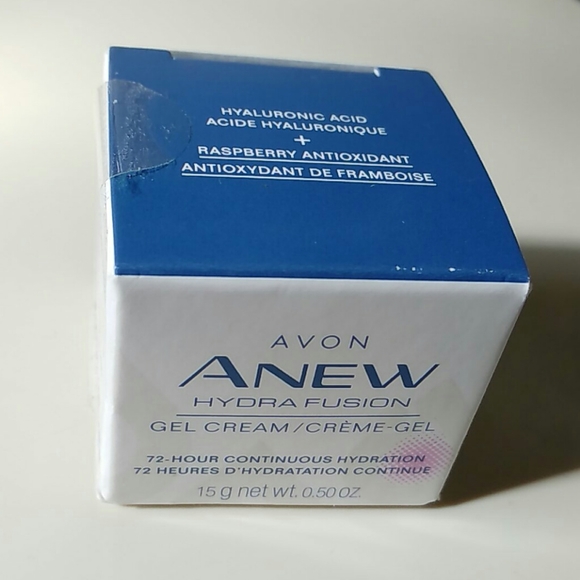 HYALURONIC ACID
ACIDE HYALURONIQUE
+
RASPBERRY ANTIOXIDANT
ANTIOXYDANT DE FRAMBOISE
AVON
ANEW
HYDRA FUSION
GEL CREAM/CRÈME-GEL
72-HOUR CONTINUOUS HYDRATION
72 HEURES D'HYDRATATION CONTINUE
15 g net wt. 0.50 OZ.